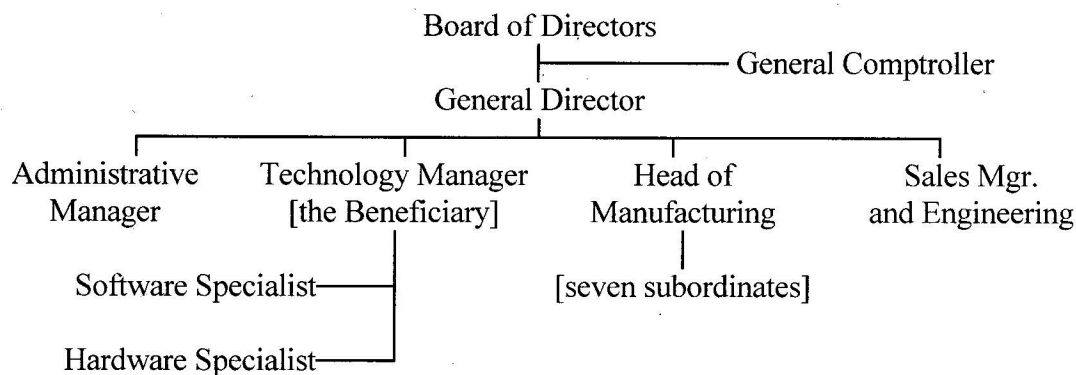 Board of Directors
General Comptroller
General Director
Administrative
Manager
Technology Manager
[the Beneficiary]
Head of
Manufacturing
Sales Mgr.
and Engineering
Software Specialist
[seven subordinates]
Hardware Specialist